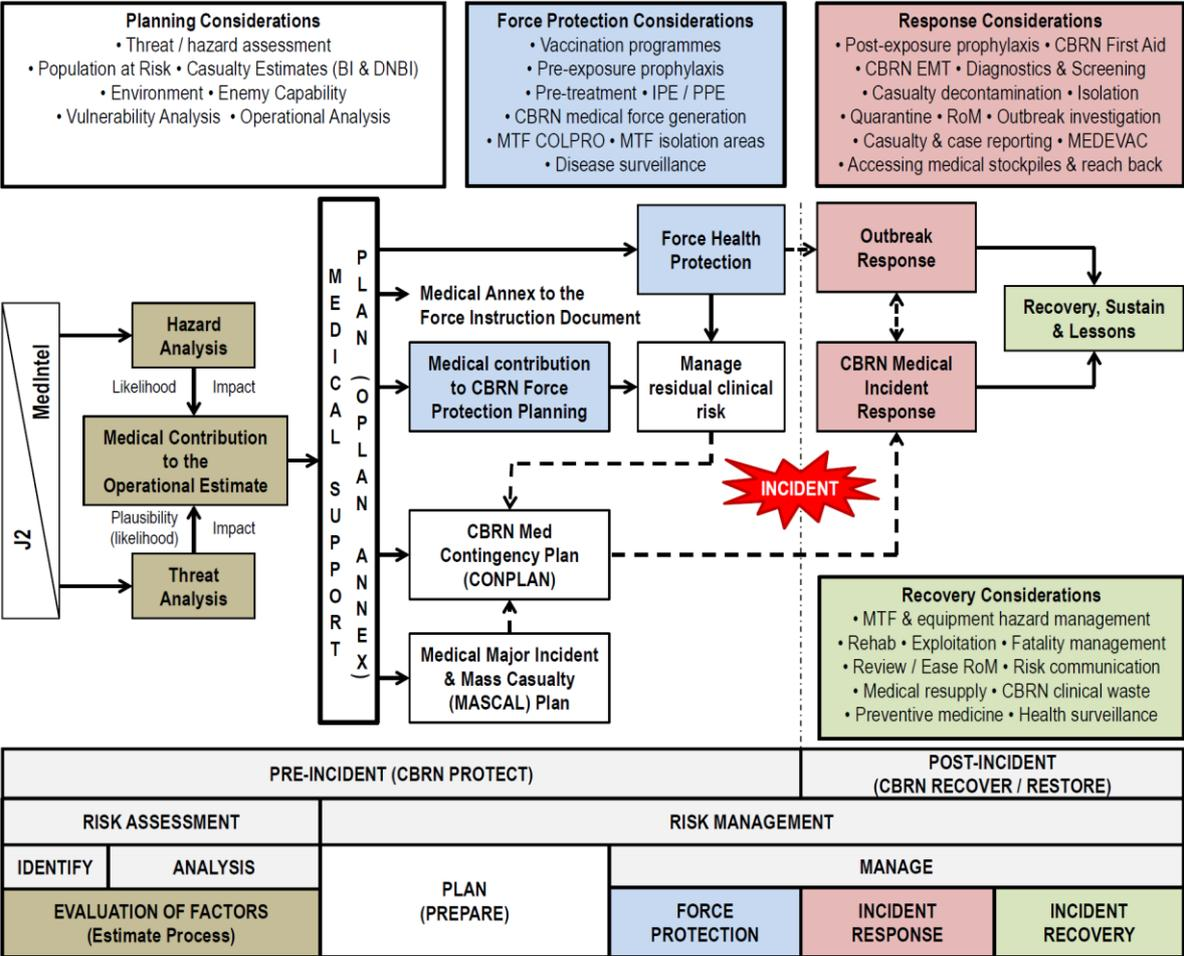 Planning Considerations
• Threat / hazard assessment
• Population at Risk • Casualty Estimates (BI & DNBI)
• Environment • Enemy Capability
• Vulnerability Analysis • Operational Analysis
Force Protection Considerations
• Vaccination programmes
• Pre-exposure prophylaxis
• Pre-treatment • IPE / PPE
• CBRN medical force generation
• MTF COLPRO • MTF isolation areas
• Disease surveillance
Response Considerations
• Post-exposure prophylaxis • CBRN First Aid
• CBRN EMT • Diagnostics & Screening
• Casualty decontamination • Isolation
• Quarantine • RoM • Outbreak investigation
• Casualty & case reporting • MEDEVAC
• Accessing medical stockpiles & reach back
J2
MedIntel
Hazard
Analysis
Likelihood
Impact
Medical Contribution
to the
Operational Estimate
Plausibility
(likelihood)
Impact
Threat
Analysis
MEDICAL SUPPORT
PLAN (OPLAN ANNEX)
Force Health
Protection
Medical Annex to the
Force Instruction Document
Medical contribution
to CBRN Force
Protection Planning
Manage
residual clinical
risk
CBRN Med
Contingency Plan
(CONPLAN)
Medical Major Incident
& Mass Casualty
(MASCAL) Plan
INCIDENT
Outbreak
Response
CBRN Medical
Incident
Response
Recovery, Sustain
& Lessons
Recovery Considerations
• MTF & equipment hazard management
• Rehab • Exploitation • Fatality management
• Review / Ease RoM • Risk communication
• Medical resupply • CBRN clinical waste
• Preventive medicine • Health surveillance
PRE-INCIDENT (CBRN PROTECT)
POST-INCIDENT
(CBRN RECOVER / RESTORE)
RISK ASSESSMENT
RISK MANAGEMENT
IDENTIFY
ANALYSIS
PLAN
(PREPARE)
MANAGE
EVALUATION OF FACTORS
(Estimate Process)
FORCE
PROTECTION
INCIDENT
RESPONSE
INCIDENT
RECOVERY